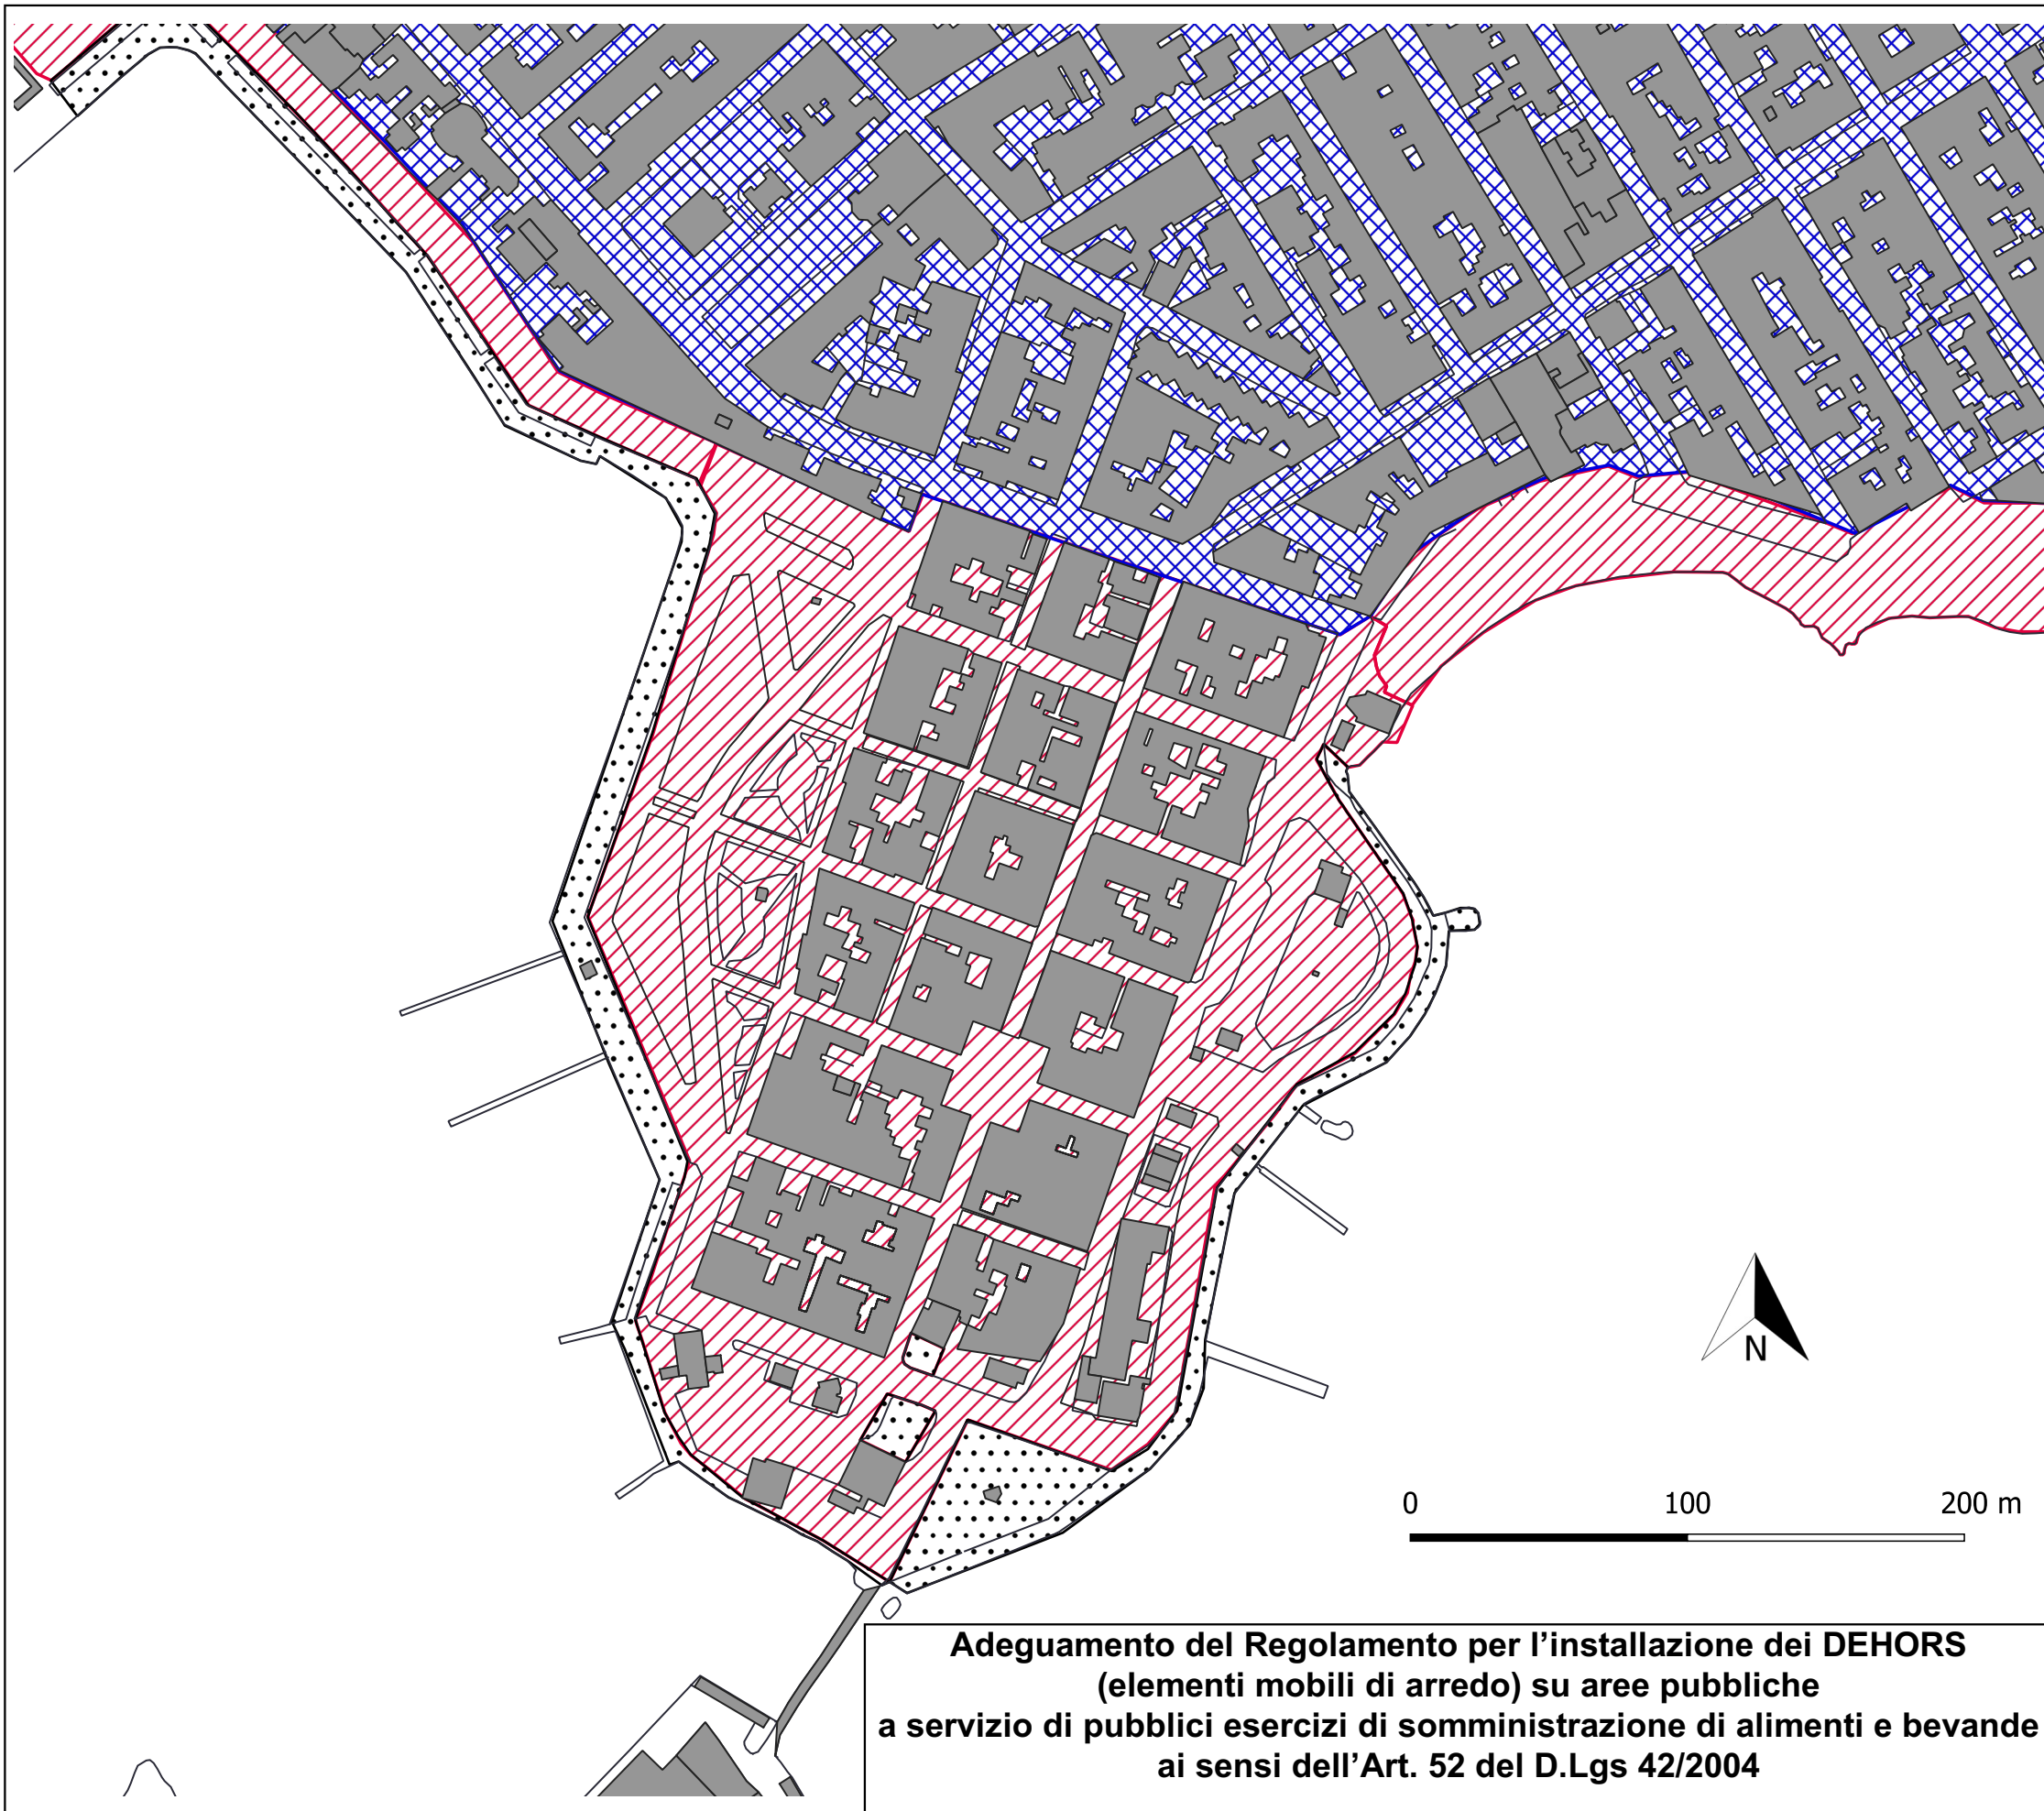 N
0 100 200 m
Adeguamento del Regolamento per l’installazione dei DEHORS
(elementi mobili di arredo) su aree pubbliche
a servizio di pubblici esercizi di somministrazione di alimenti e bevande
ai sensi dell’Art. 52 del D.Lgs 42/2004